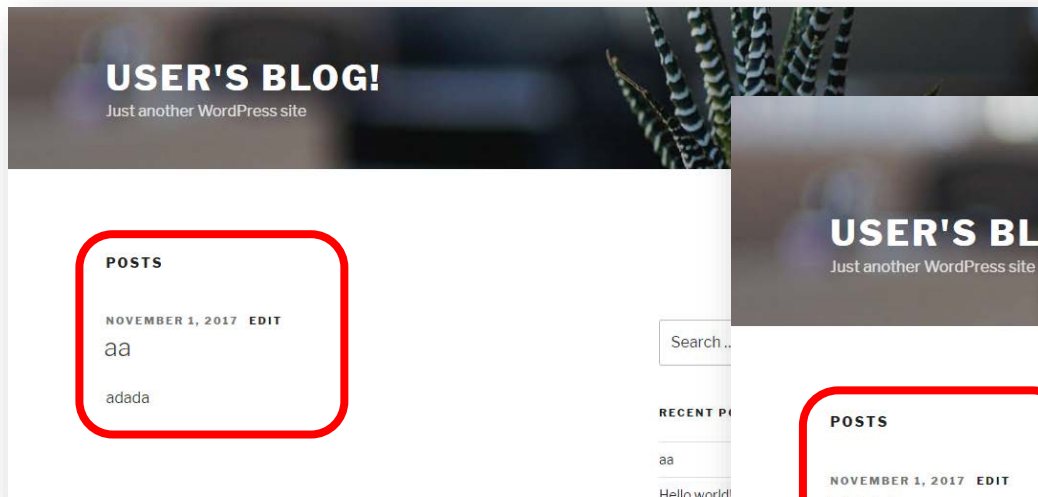 USER'S BLOG!
Just another WordPress site
POSTS
NOVEMBER 1, 2017 EDIT
aa
adada
Search ..
RECENT P
aa
Hello world!
USER'S BL
Just another WordPress site
POSTS
NOVEMBER 1, 2017 EDIT